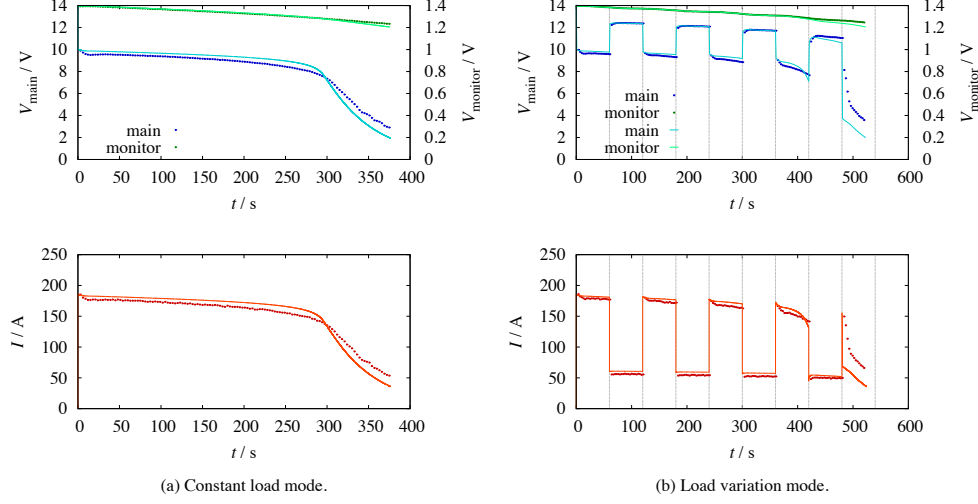 14
12
10
8
6
4
2
0
V_main / V
1.4
1.2
1
0.8
0.6
0.4
0.2
0
V_monitor / V
main
monitor
0 50 100 150 200 250 300 350 400
t / s
14
12
10
8
6
4
2
0
V_main / V
1.4
1.2
1
0.8
0.6
0.4
0.2
0
V_monitor / V
main
monitor
main
monitor
0 100 200 300 400 500 600
t / s
250
200
150
100
50
0
I / A
0 50 100 150 200 250 300 350 400
t / s
250
200
150
100
50
0
I / A
0 100 200 300 400 500 600
t / s
(a) Constant load mode.
(b) Load variation mode.